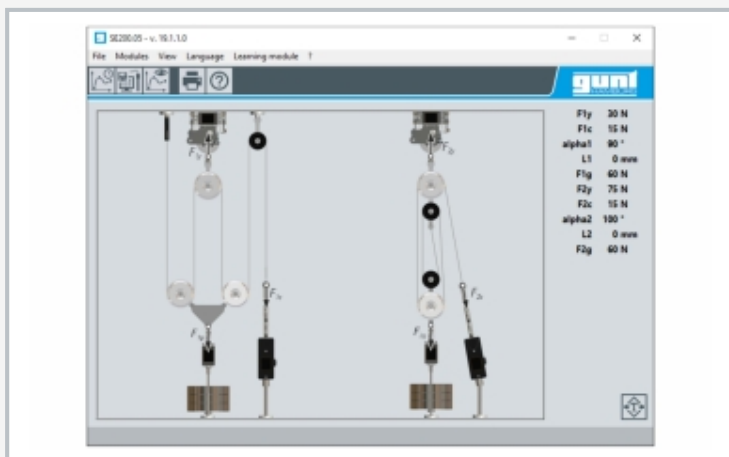 SE200.05 - v. 19.1.1.0
File Modules View Language Learning module ?
gunt
F1y 30 N
F1c 15 N
alpha1 90 °
L1 0 mm
F1g 60 N
F2y 75 N
F2c 15 N
alpha2 100 °
L2 0 mm
F2g 60 N